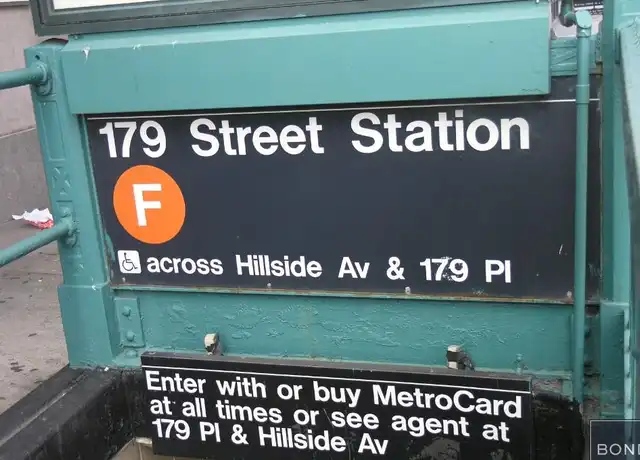 179 Street Station
F
across Hillside Av & 179 Pl
Enter with or buy MetroCard
at all times or see agent at
179 Pl & Hillside Av